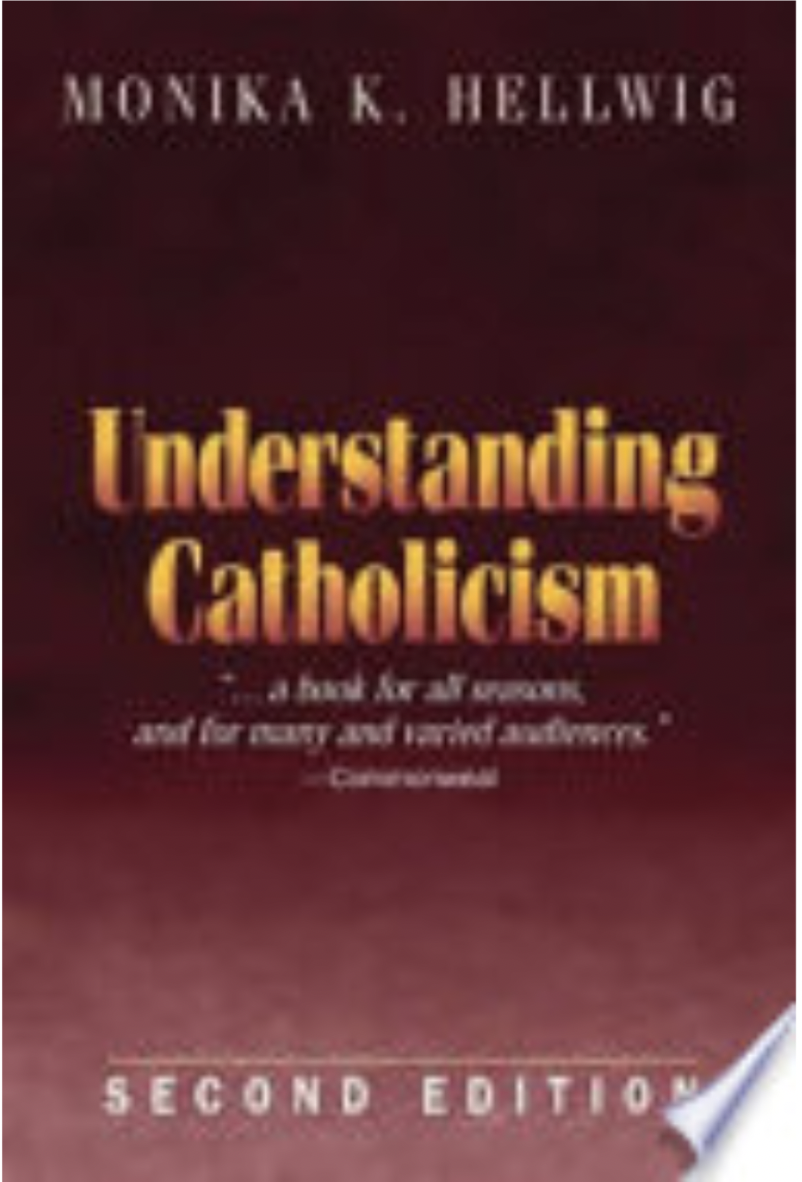 MONIKA K. HELLWIG
Understanding
Catholicism
"... a book for all seasons,
and for many and varied audiences."
—Commonweal
SECOND EDITION